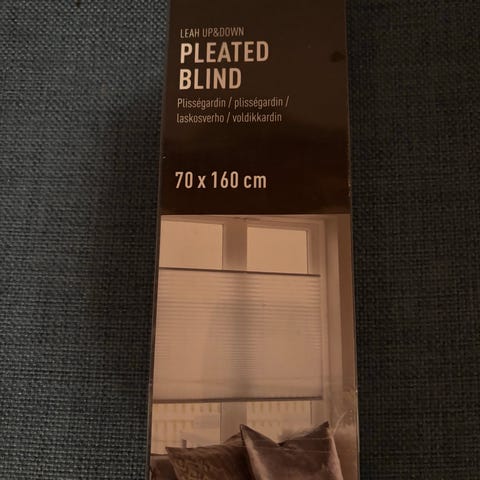 LEAH UP&DOWN
PLEATED
BLIND
Plisségardin / plisségardin /
laskosverho / voldikkardin
70 x 160 cm